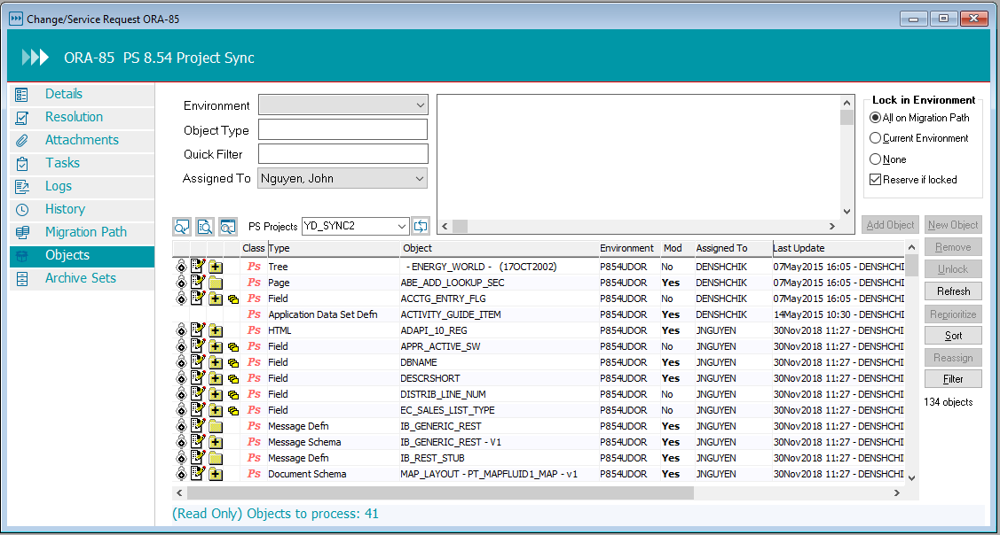 Change/Service Request ORA-85
ORA-85 PS 8.54 Project Sync
Details
Resolution
Attachments
Tasks
Logs
History
Migration Path
Objects
Archive Sets
Environment
Object Type
Quick Filter
Assigned To Nguyen, John
PS Projects YD_SYNC2
Lock in Environment
All on Migration Path
Current Environment
None
Reserve if locked
Add Object New Object
Remove
Unlock
Refresh
Reprioritize
Sort
Reassign
Filter
134 objects
Class Type Object Environment Mod Assigned To Last Update
Ps Tree - ENERGY_WORLD - (17OCT2002) P854UDOR No DENSHCHIK 07May2015 16:05 - DENSHCHI
Ps Page ABE_ADD_LOOKUP_SEC P854UDOR Yes DENSHCHIK 07May2015 16:05 - DENSHCHI
Ps Field ACCTG_ENTRY_FLG P854UDOR No DENSHCHIK 07May2015 16:05 - DENSHCHI
Ps Application Data Set Defn ACTIVITY_GUIDE_ITEM P854UDOR Yes DENSHCHIK 14May2015 10:30 - DENSHCHI
Ps HTML ADAPI_10_REG P854UDOR Yes JNGUYEN 30Nov2018 11:27 - DENSHCHI
Ps Field APPR_ACTIVE_SW P854UDOR No JNGUYEN 30Nov2018 11:27 - DENSHCHI
Ps Field DBNAME P854UDOR Yes JNGUYEN 30Nov2018 11:27 - DENSHCHI
Ps Field DESCRSHORT P854UDOR Yes JNGUYEN 30Nov2018 11:27 - DENSHCHI
Ps Field DISTRIB_LINE_NUM P854UDOR No JNGUYEN 30Nov2018 11:27 - DENSHCHI
Ps Field EC_SALES_LIST_TYPE P854UDOR No JNGUYEN 30Nov2018 11:27 - DENSHCHI
Ps Message Defn IB_GENERIC_REST P854UDOR Yes JNGUYEN 30Nov2018 11:27 - DENSHCHI
Ps Message Schema IB_GENERIC_REST - V1 P854UDOR Yes JNGUYEN 30Nov2018 11:27 - DENSHCHI
Ps Message Defn IB_REST_STUB P854UDOR Yes JNGUYEN 30Nov2018 11:27 - DENSHCHI
Ps Document Schema MAP_LAYOUT - PT_MAPFLUID1_MAP - v1 P854UDOR Yes JNGUYEN 30Nov2018 11:27 - DENSHCHI
(Read Only) Objects to process: 41